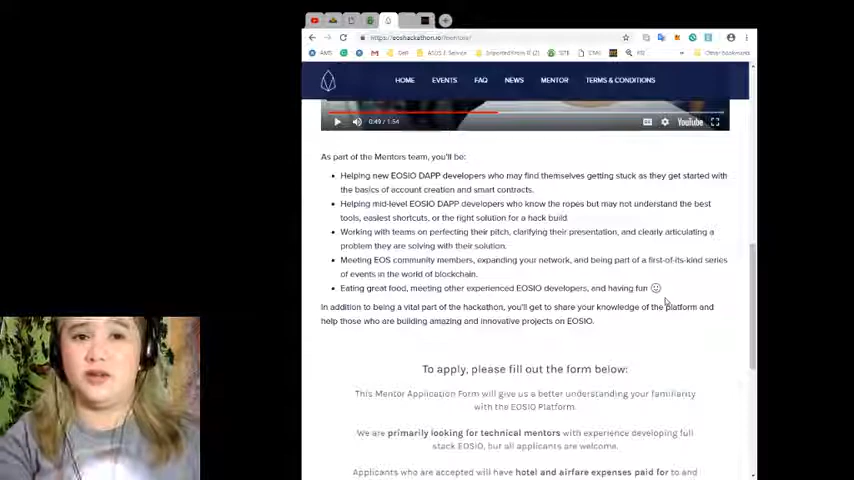 https://eoshackathon.io/mentors/
AMS
Other bookmarks
HOME EVENTS FAQ NEWS MENTOR TERMS & CONDITIONS
0:49 / 1:54 YouTube
As part of the Mentors team, you'll be:
Helping new EOSIO DAPP developers who may find themselves getting stuck as they get started with
the basics of account creation and smart contracts.
Helping mid-level EOSIO DAPP developers who know the ropes but may not understand the best
tools, easiest shortcuts, or the right solution for a hack build.
Working with teams on perfecting their pitch, clarifying their presentation, and clearly articulating a
problem they are solving with their solution.
Meeting EOS community members, expanding your network, and being part of a first-of-its-kind series
of events in the world of blockchain.
Eating great food, meeting other experienced EOSIO developers, and having fun 🙂
In addition to being a vital part of the hackathon, you'll get to share your knowledge of the platform and
help those who are building amazing and innovative projects on EOSIO.
To apply, please fill out the form below:
This Mentor Application Form will give us a better understanding your familiarity
with the EOSIO Platform.
We are primarily looking for technical mentors with experience developing full
stack EOSIO, but all applicants are welcome.
Applicants who are accepted will have hotel and airfare expenses paid for to and